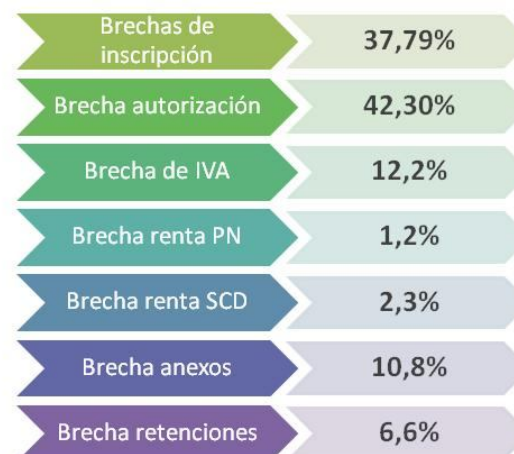 Brechas de
inscripción
37,79%
Brecha autorización
42,30%
Brecha de IVA
12,2%
Brecha renta PN
1,2%
Brecha renta SCD
2,3%
Brecha anexos
10,8%
Brecha retenciones
6,6%